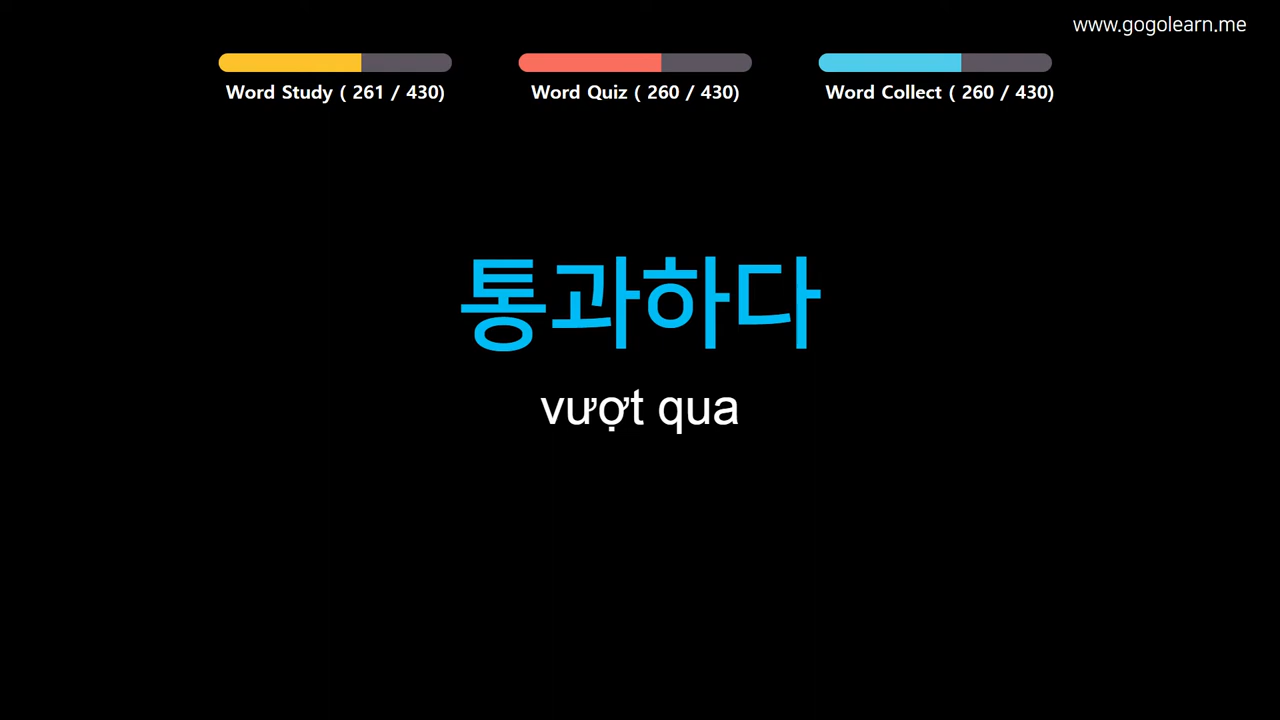 www.gogolearn.me
Word Study ( 261 / 430)
Word Quiz ( 260 / 430)
Word Collect ( 260 / 430)
통과하다
vượt qua